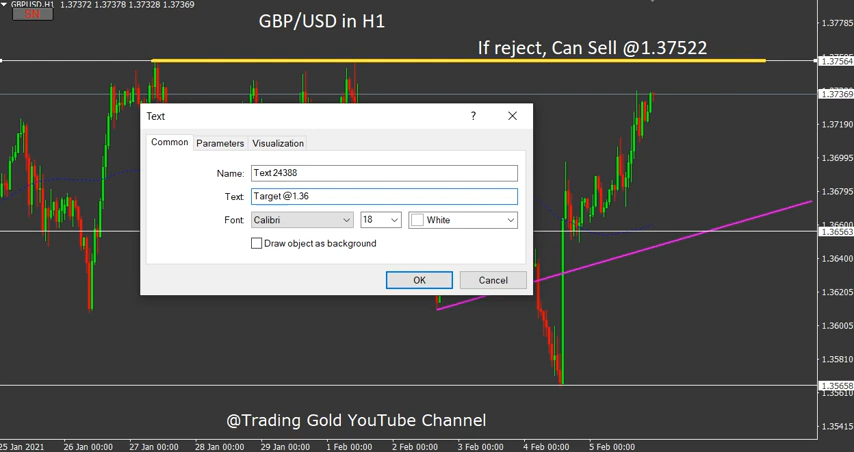 GBPUSD,H1 1.37372 1.37378 1.37328 1.37369
GBP/USD in H1
1.37785
If reject, Can Sell @1.37522
1.37564
1.37369
Text
? 
1.37190
Common
Parameters
Visualization
1.36995
Name:
Text 24388
Text:
Target @1.36
1.36795
Font:
Calibri
18
White
1.36600
1.36563
Draw object as background
1.36400
OK
Cancel
1.36205
1.36005
1.35810
1.35658
1.35610
@Trading Gold YouTube Channel
1.35415
25 Jan 2021
26 Jan 00:00
27 Jan 00:00
28 Jan 00:00
29 Jan 00:00
1 Feb 00:00
2 Feb 00:00
3 Feb 00:00
4 Feb 00:00
5 Feb 00:00